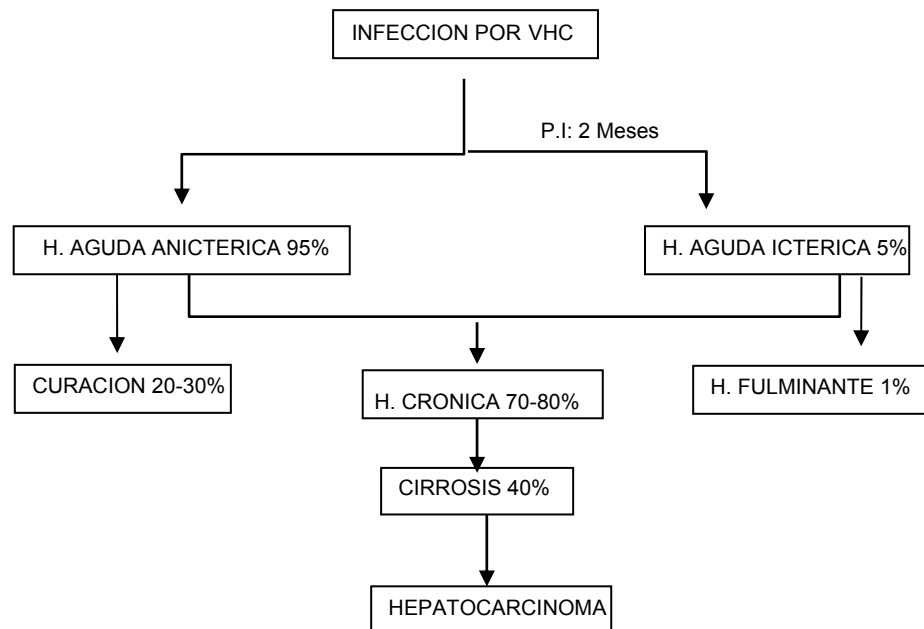 INFECCION POR VHC
P.I: 2 Meses
H. AGUDA ANICTERICA 95%
H. AGUDA ICTERICA 5%
CURACION 20-30%
H. CRONICA 70-80%
H. FULMINANTE 1%
CIRROSIS 40%
HEPATOCARCINOMA